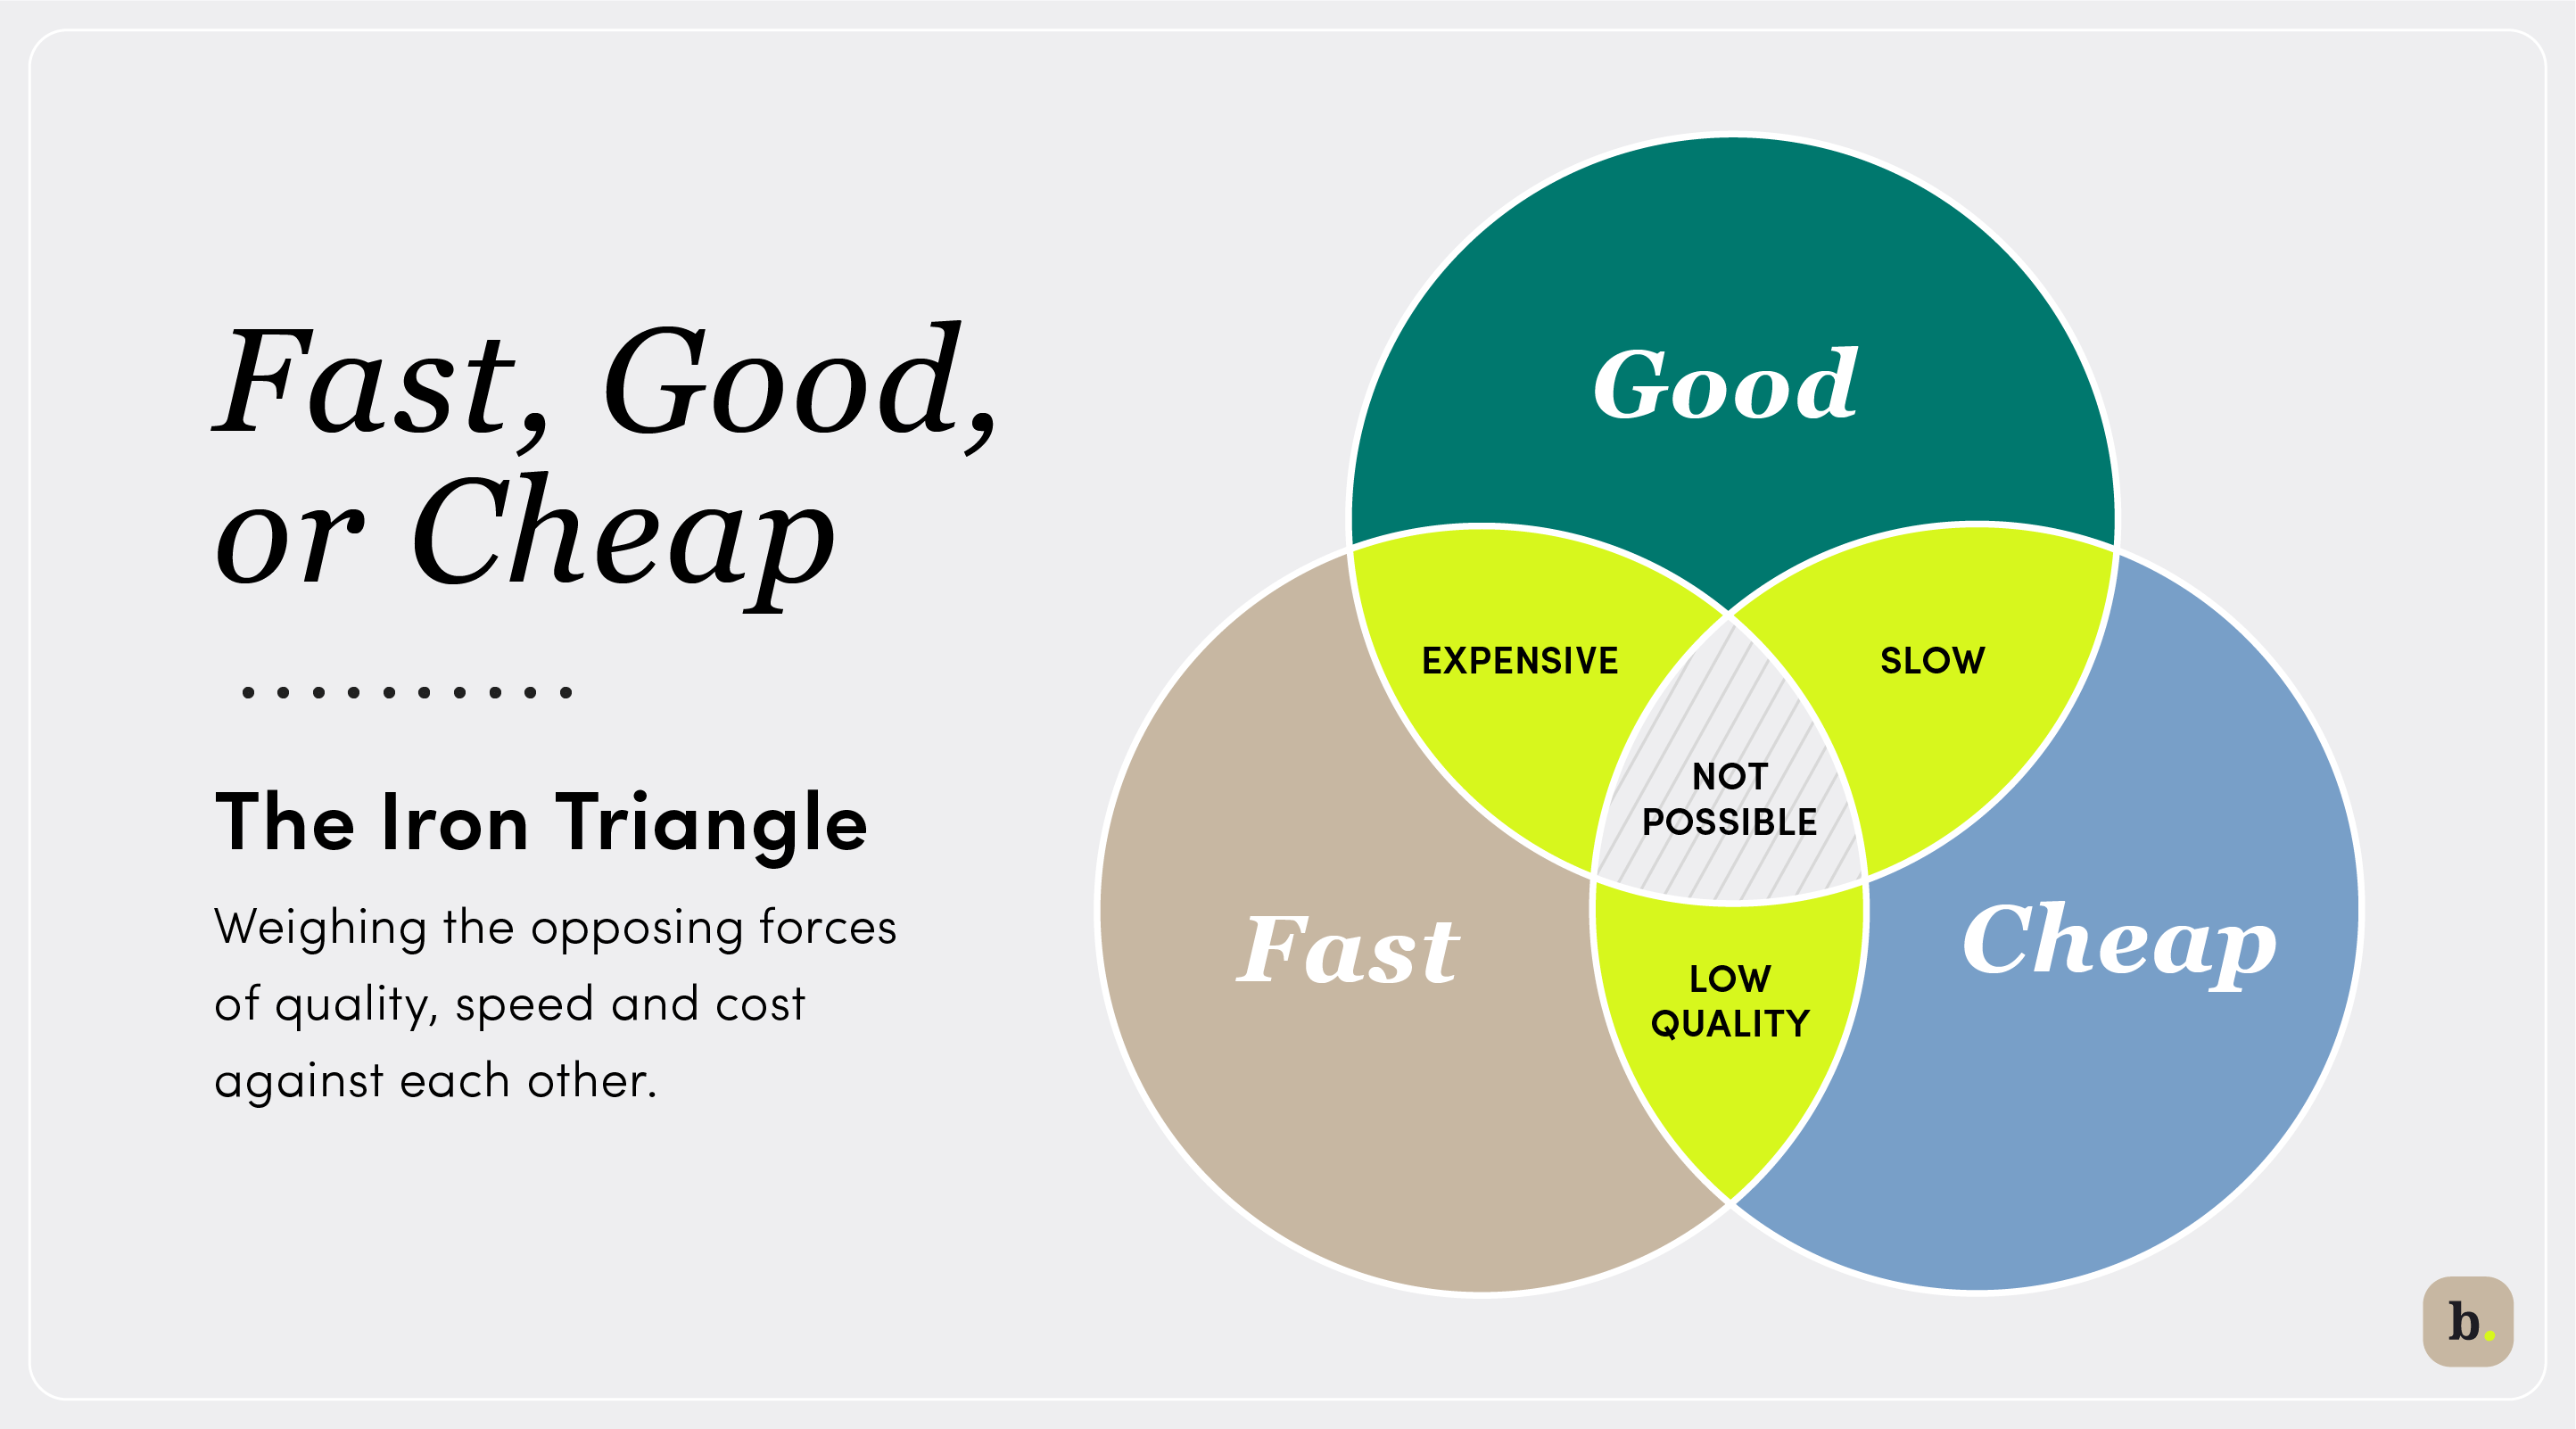 Fast, Good,
or Cheap
The Iron Triangle
Weighing the opposing forces
of quality, speed and cost
against each other.
Good
EXPENSIVE
SLOW
NOT
POSSIBLE
Fast
Cheap
LOW
QUALITY
b.